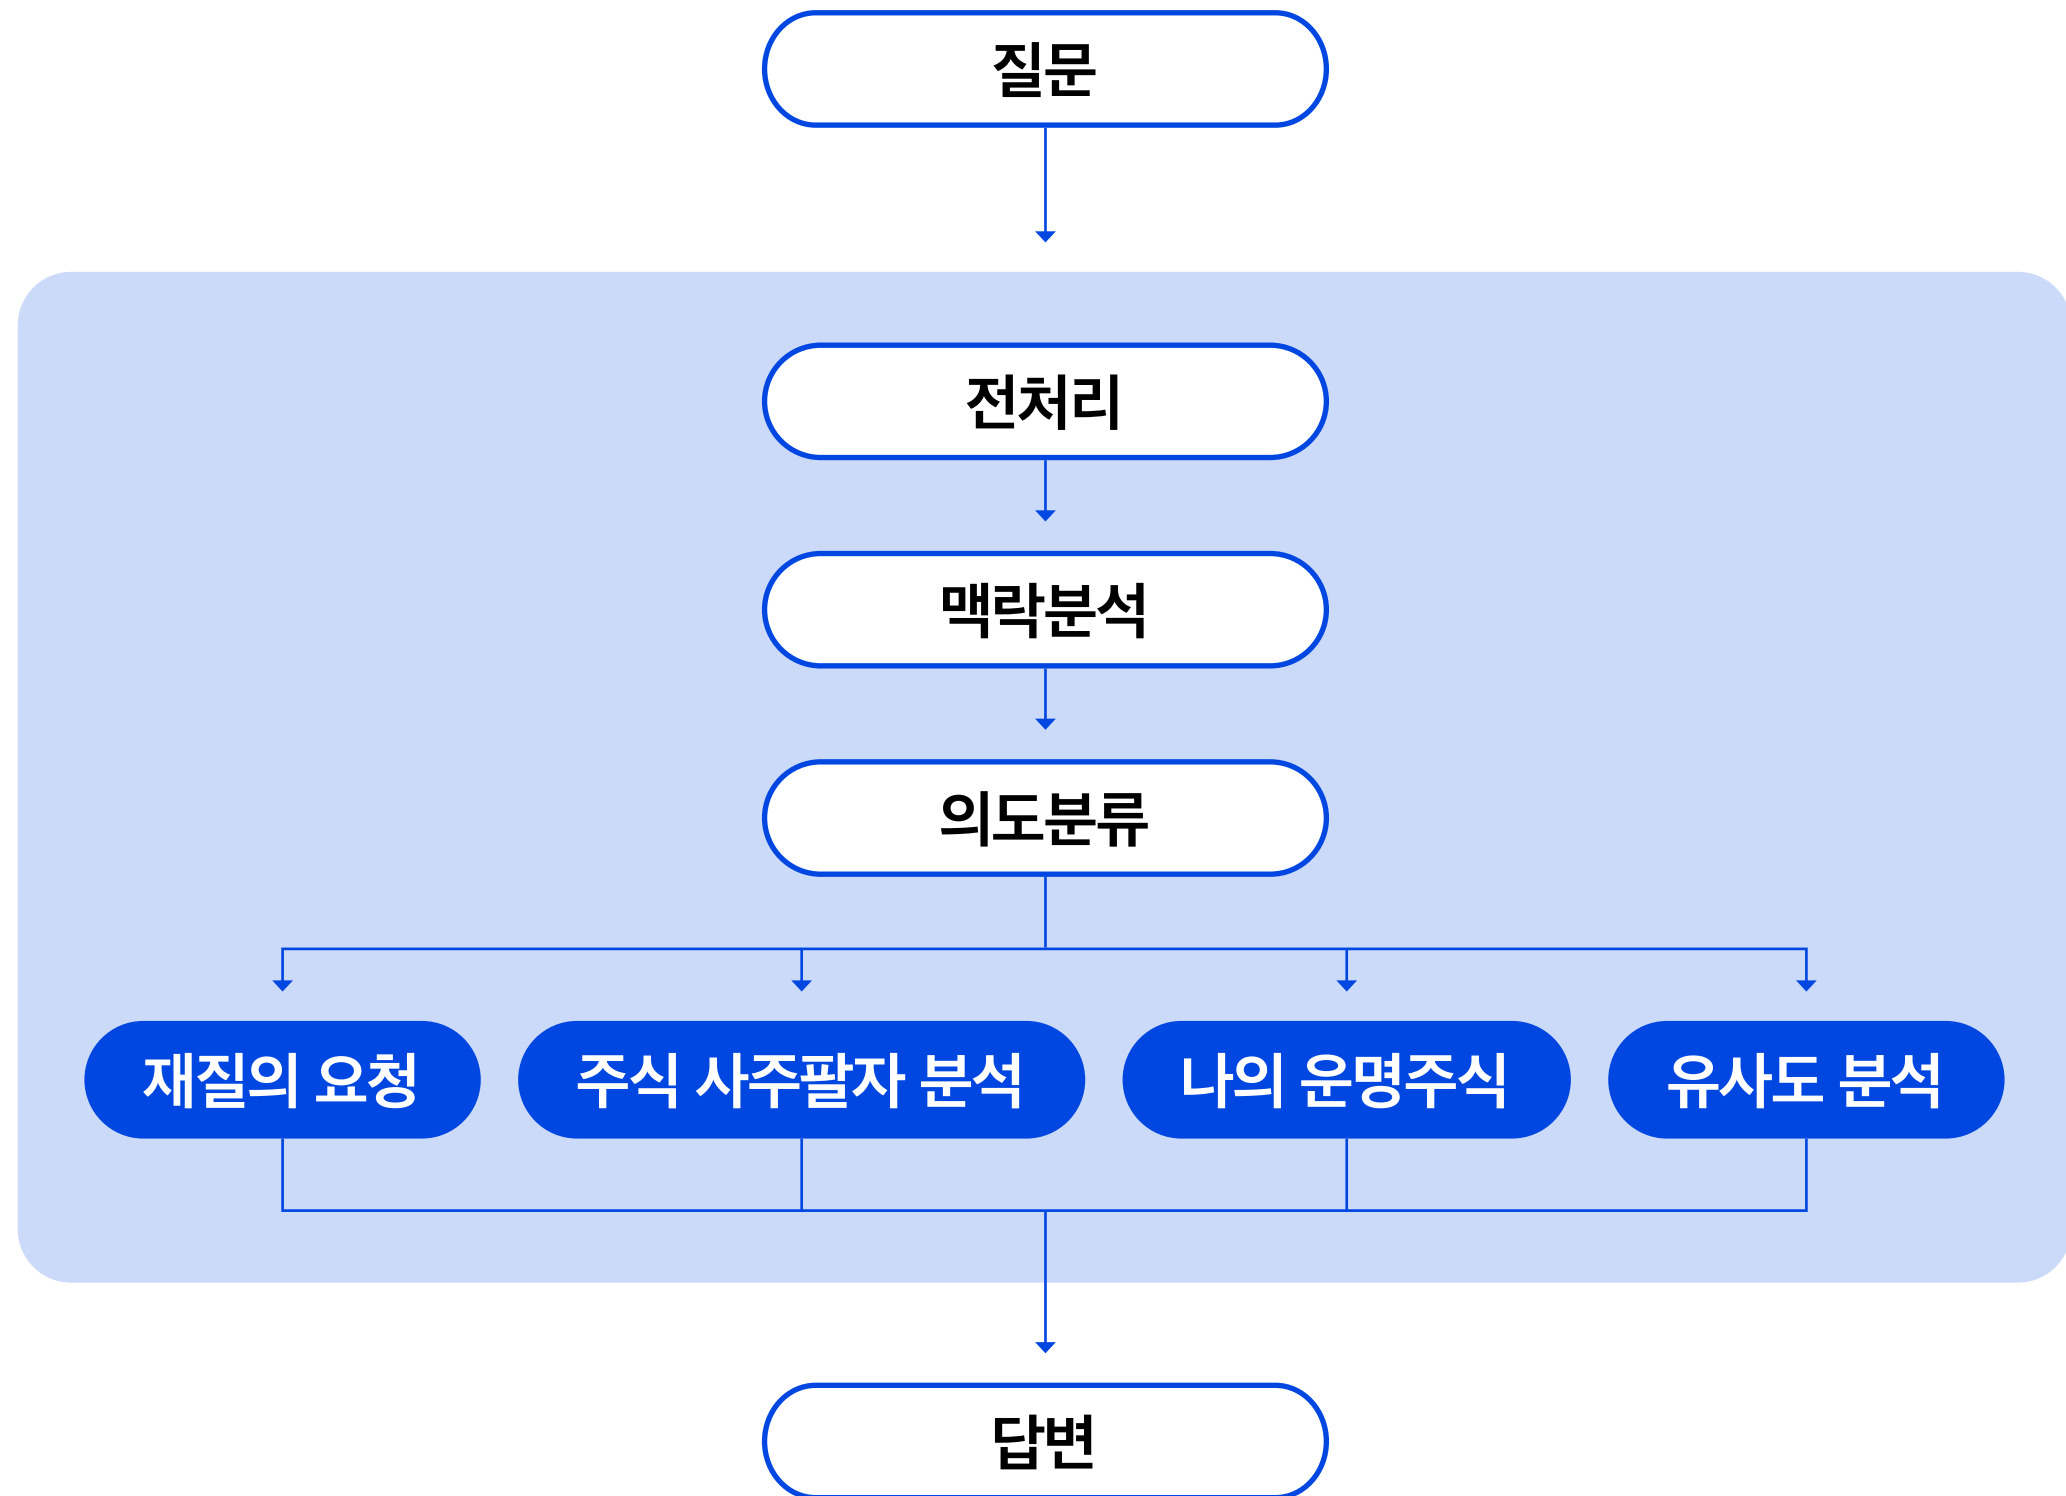 질문
전처리
맥락분석
의도분류
재질의 요청
주식 사주팔자 분석
나의 운명주식
유사도 분석
답변